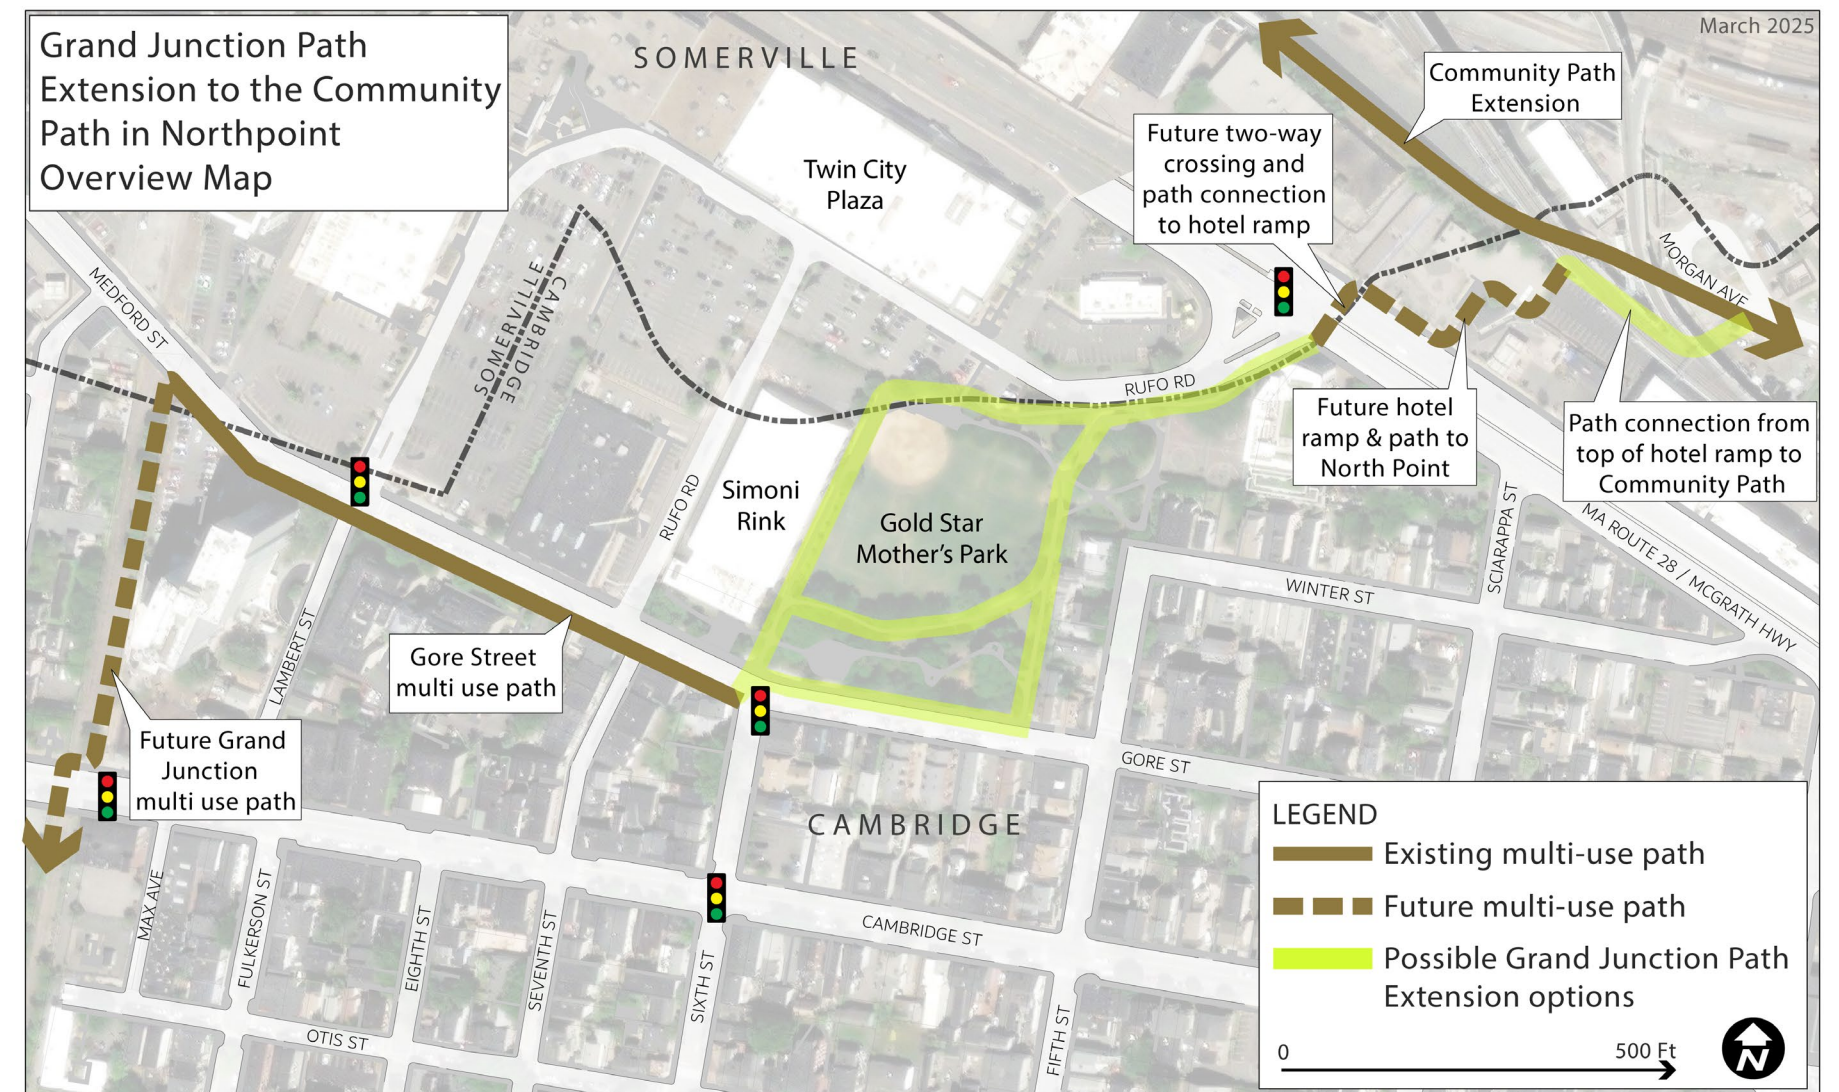 Grand Junction Path
Extension to the Community
Path in Northpoint
Overview Map
March 2025
SOMERVILLE
Community Path
Extension
Future two-way
crossing and
path connection
to hotel ramp
Twin City
Plaza
MORGAN AVE
MEDFORD ST
CAMBRIDGE
SOMERVILLE
RUFO RD
Future hotel
ramp & path to
North Point
Path connection from
top of hotel ramp to
Community Path
Simoni
Rink
RUFO RD
Gold Star
Mother's Park
SCIARAPPA ST
MA ROUTE 28 / MCGRATH HWY
WINTER ST
LAMBERT ST
Gore Street
multi use path
Future Grand
Junction
multi use path
GORE ST
CAMBRIDGE
MAX AVE
FULKERSON ST
EIGHTH ST
SEVENTH ST
SIXTH ST
CAMBRIDGE ST
FIFTH ST
OTIS ST
LEGEND
Existing multi-use path
Future multi-use path
Possible Grand Junction Path
Extension options
0
500 Ft
N